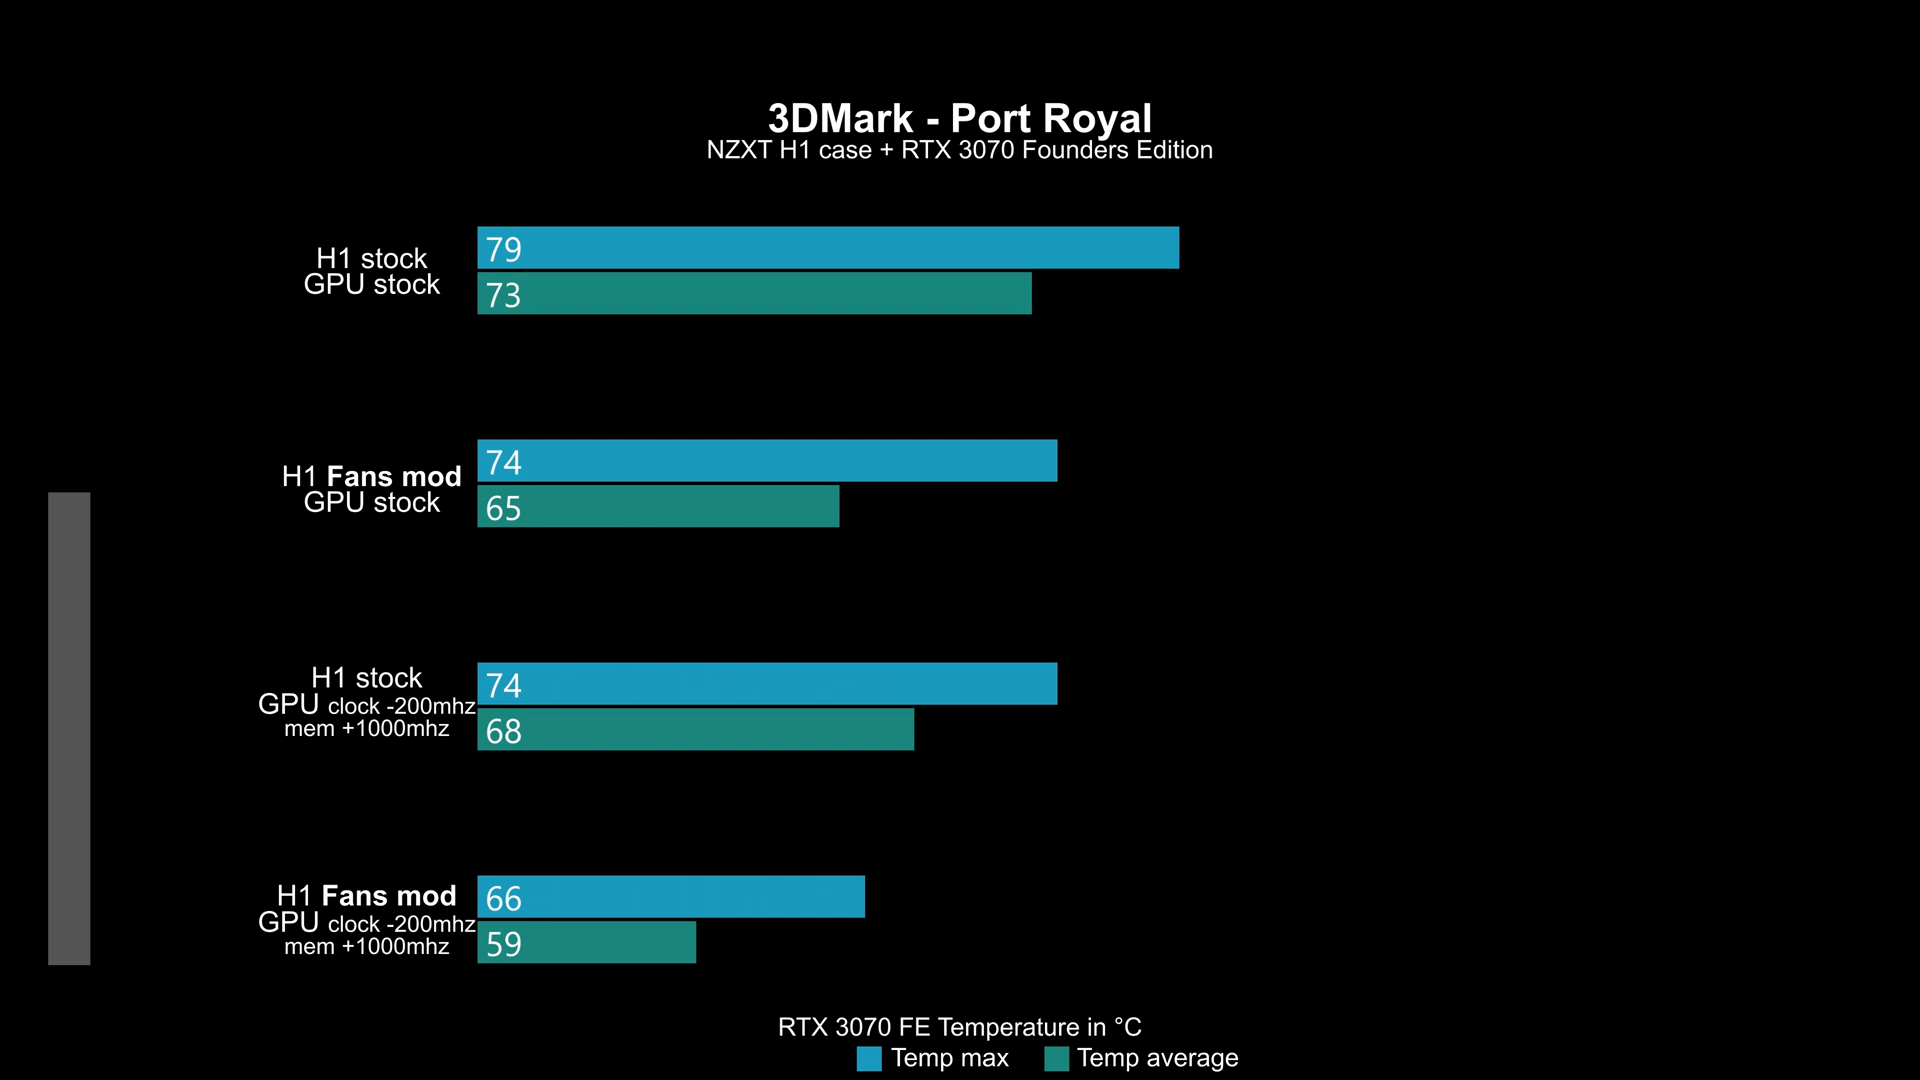 3DMark - Port Royal
NZXT H1 case + RTX 3070 Founders Edition
H1 stock
GPU stock
79
73
H1 Fans mod
GPU stock
74
65
H1 stock
GPU clock -200mhz
mem +1000mhz
74
68
H1 Fans mod
GPU clock -200mhz
mem +1000mhz
66
59
RTX 3070 FE Temperature in °C
Temp max
Temp average